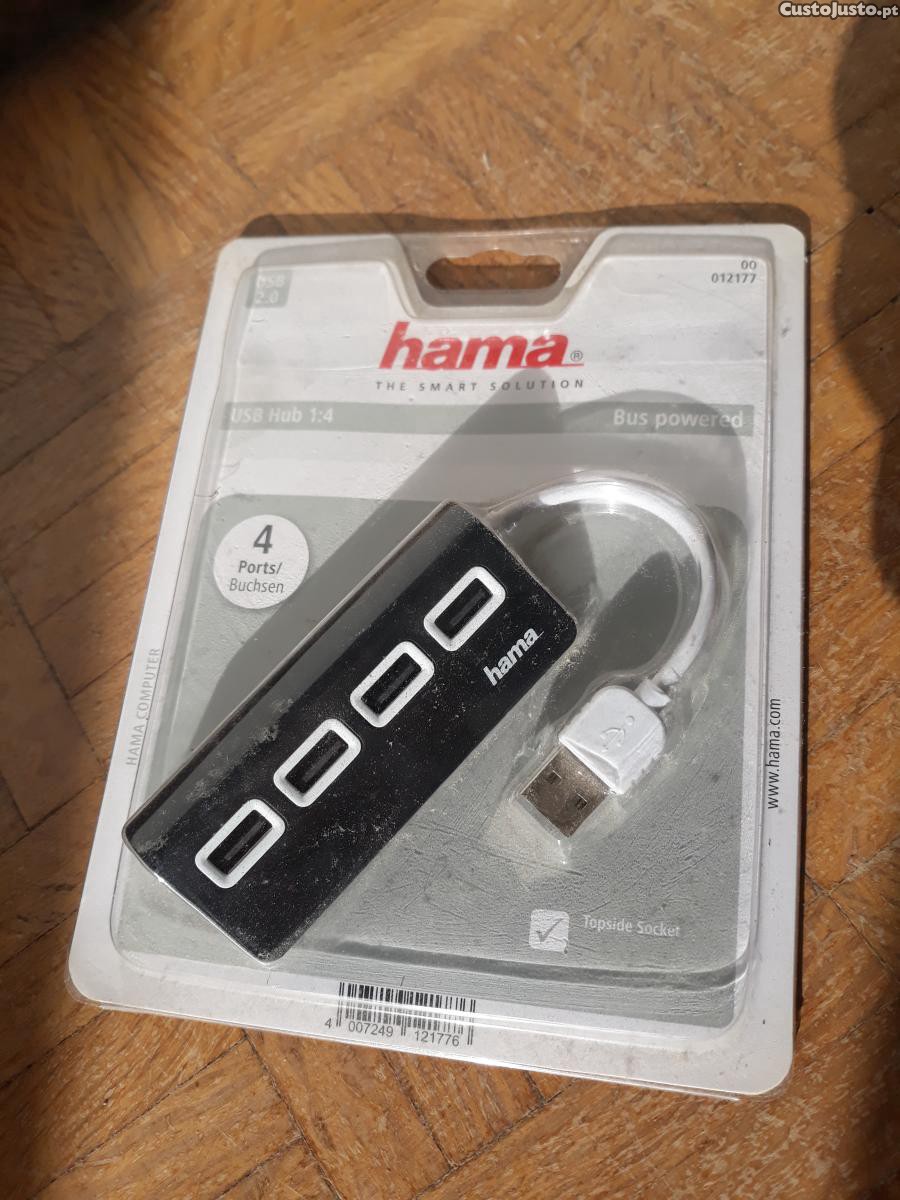 CustoJusto.pt
USB
2.0
00
012177
hama®
THE SMART SOLUTION
USB Hub 1:4
Bus powered
4
Ports/
Buchsen
hama
HAMA COMPUTER
www.hama.com
Topside Socket
4 007249 121776